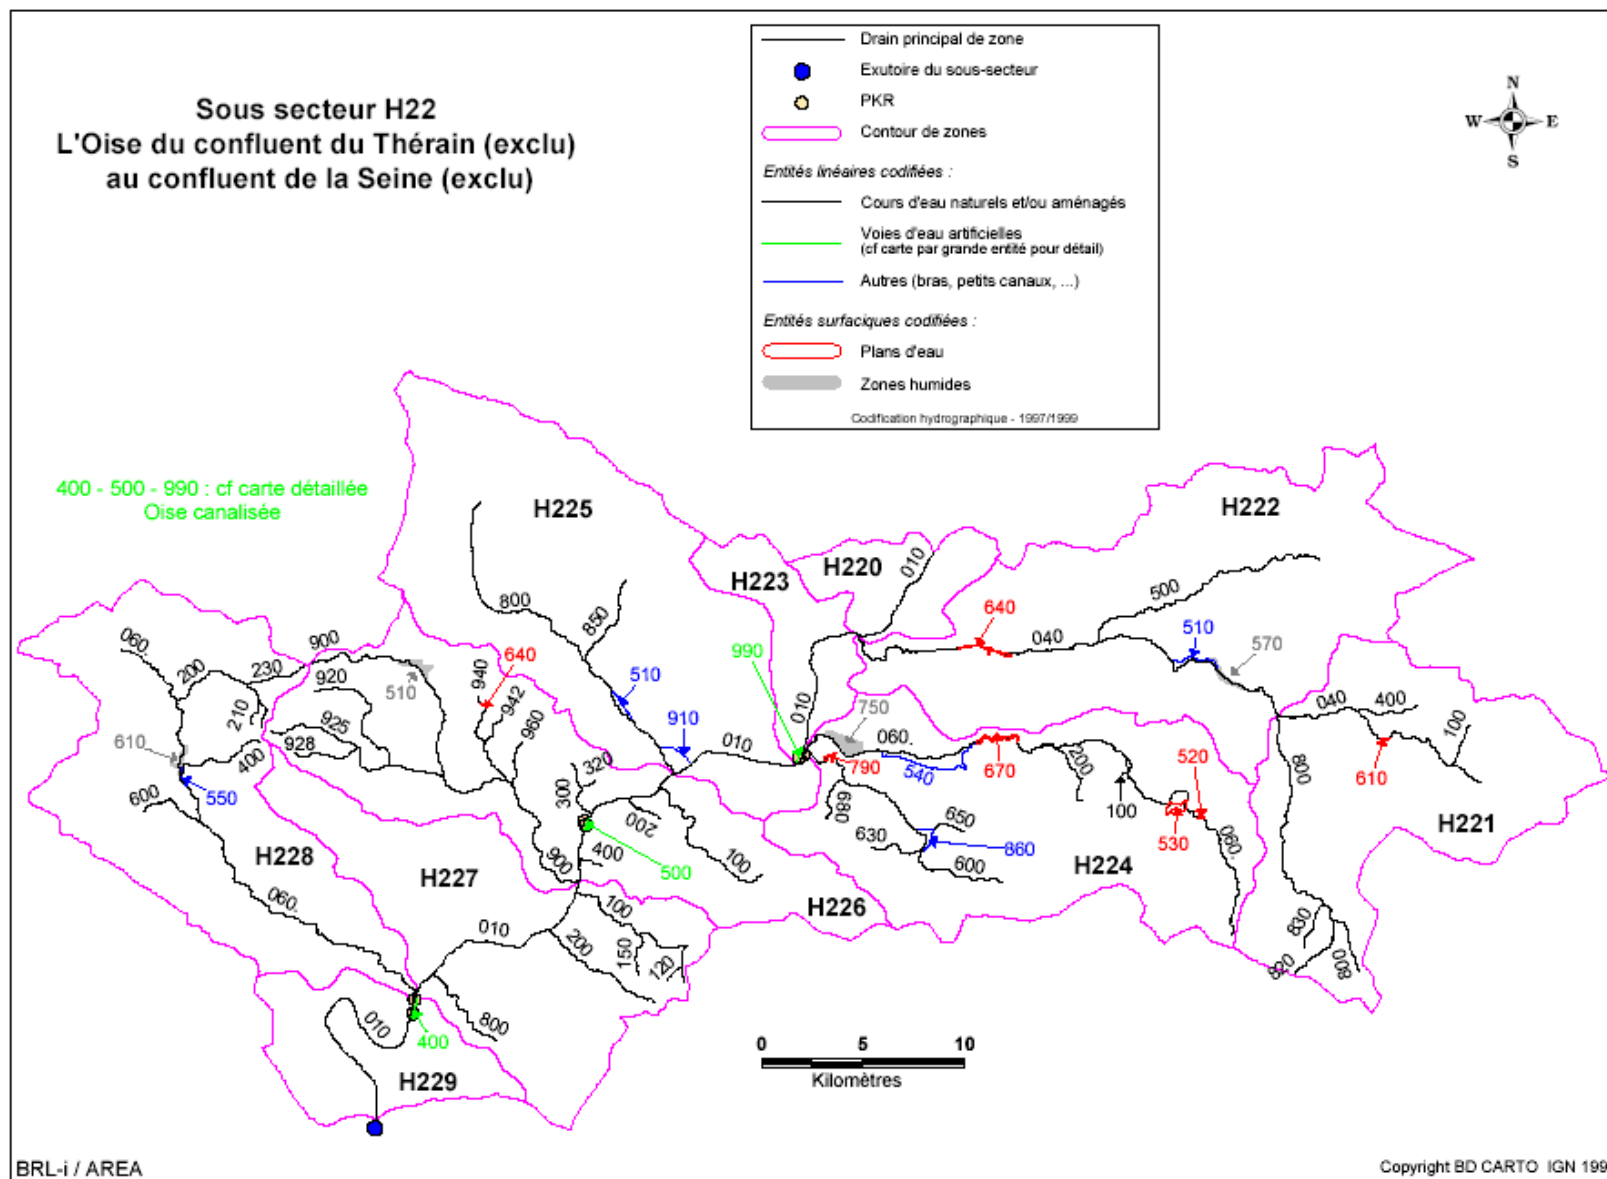 Sous secteur H22
L'Oise du confluent du Thérain (exclu)
au confluent de la Seine (exclu)
Drain principal de zone
Exutoire du sous-secteur
PKR
Contour de zones
Entités linéaires codifiées :
Cours d'eau naturels et/ou aménagés
Voies d'eau artificielles
(cf carte par grande entité pour détail)
Autres (bras, petits canaux, ...)
Entités surfaciques codifiées :
Plans d'eau
Zones humides
Codification hydrographique - 1997/1999
N
W E
S
400 - 500 - 990 : cf carte détaillée
Oise canalisée
H225
H222
H223
H220
010
800
850
500
640
040
510
570
060.
200
230
900
920
510
940
640
942
960
510
910
990
010
010
750
060.
540
790
670
200
100
520
530
060.
040
400
100
610
800
H221
210
925
928
400
610
550
600
320
300
200
100
400
500
900
680
650
630
860
600
H224
H228
H227
H226
060.
010
100
200
150
120
830
820
800
800
010
400
H229
0 5 10
Kilomètres
BRL-i / AREA
Copyright BD CARTO IGN 199